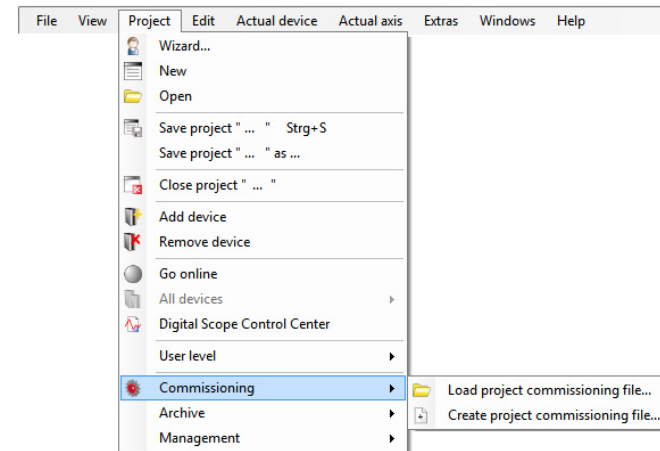 File View Project Edit Actual device Actual axis Extras Windows Help
Wizard...
New
Open
Save project " ... " Strg+S
Save project " ... " as ...
Close project " ... "
Add device
Remove device
Go online
All devices
Digital Scope Control Center
User level
Commissioning
Load project commissioning file...
Create project commissioning file...
Archive
Management